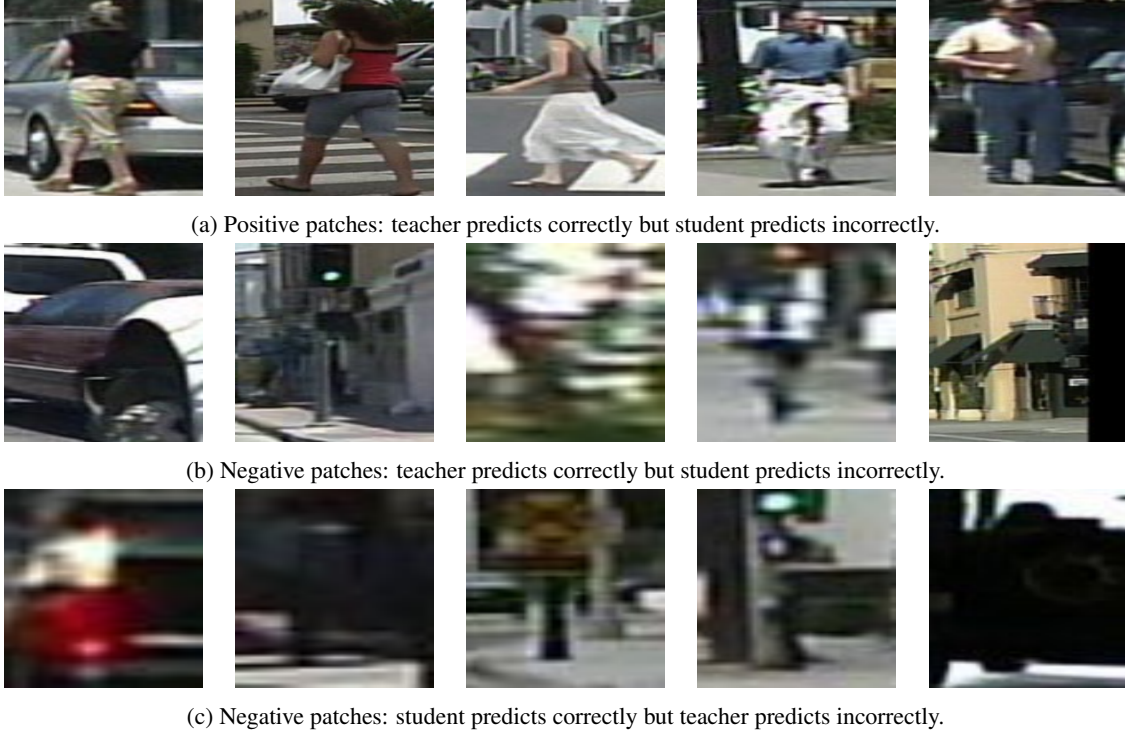 (a) Positive patches: teacher predicts correctly but student predicts incorrectly.
(b) Negative patches: teacher predicts correctly but student predicts incorrectly.
(c) Negative patches: student predicts correctly but teacher predicts incorrectly.